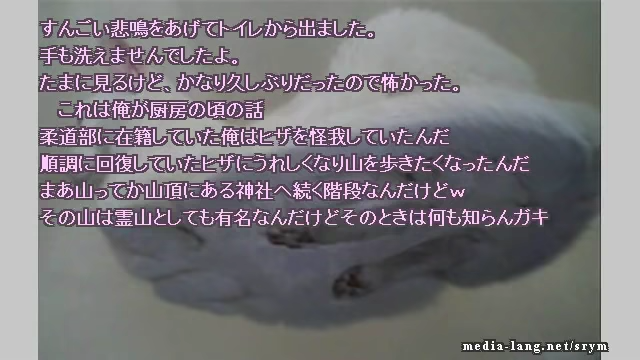 すんごい悲鳴をあげてトイレから出ました。
手も洗えませんでしたよ。
たまに見るけど、かなり久しぶりだったので怖かった。
　これは俺が厨房の頃の話
柔道部に在籍していた俺はヒザを怪我していたんだ
順調に回復していたヒザにうれしくなり山を歩きたくなったんだ
まあ山ってか山頂にある神社へ続く階段なんだけどｗ
その山は霊山としても有名なんだけどそのときは何も知らんガキ
media-lang.net/srym